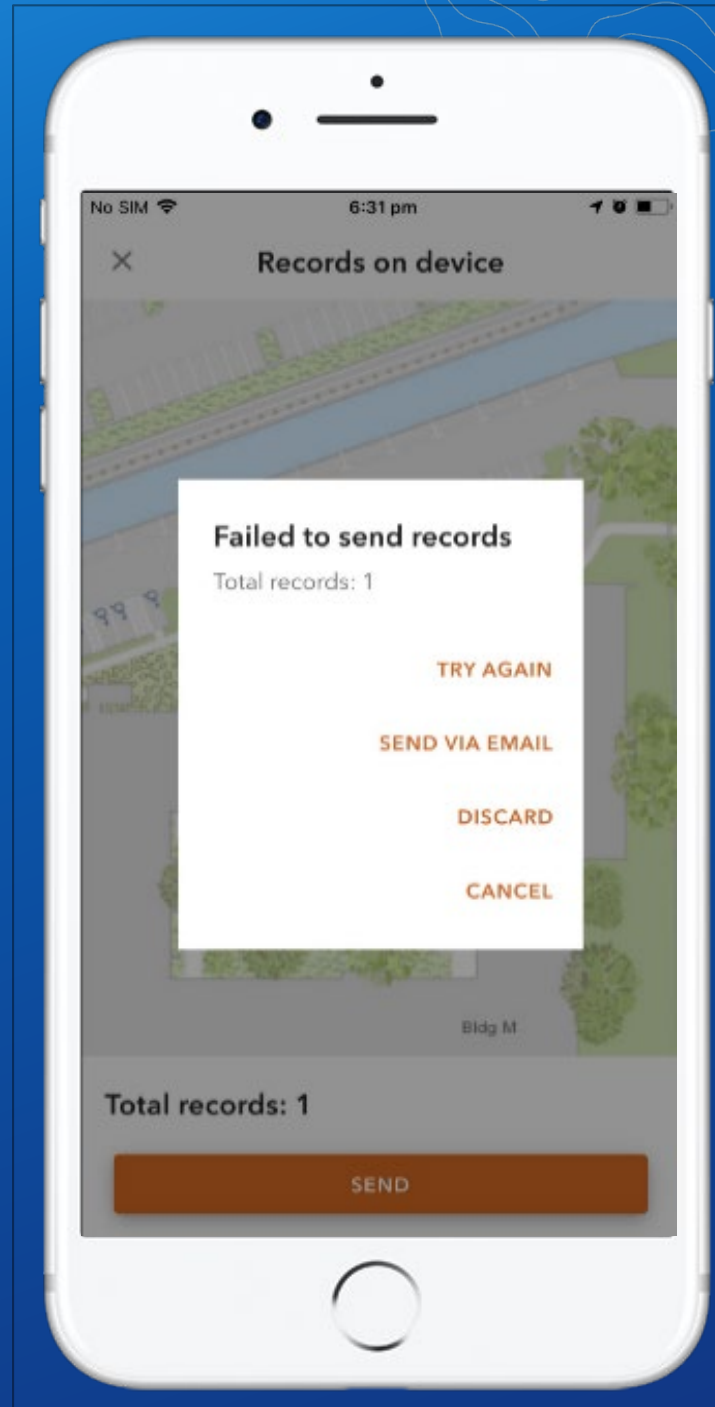 No SIM
6:31 pm
Records on device
Failed to send records
Total records: 1
TRY AGAIN
SEND VIA EMAIL
DISCARD
CANCEL
Bldg M
Total records: 1
SEND